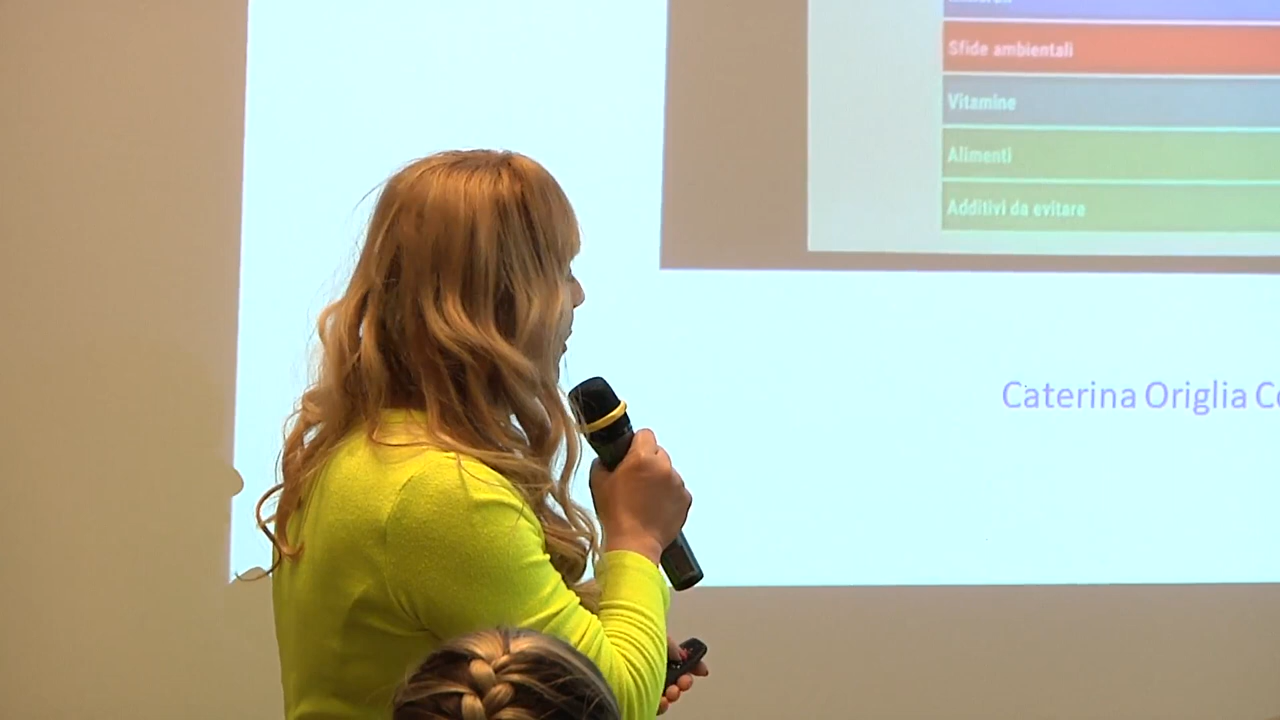 Sfide ambientali
Vitamine
Alimenti
Additivi da evitare
Caterina Origlia